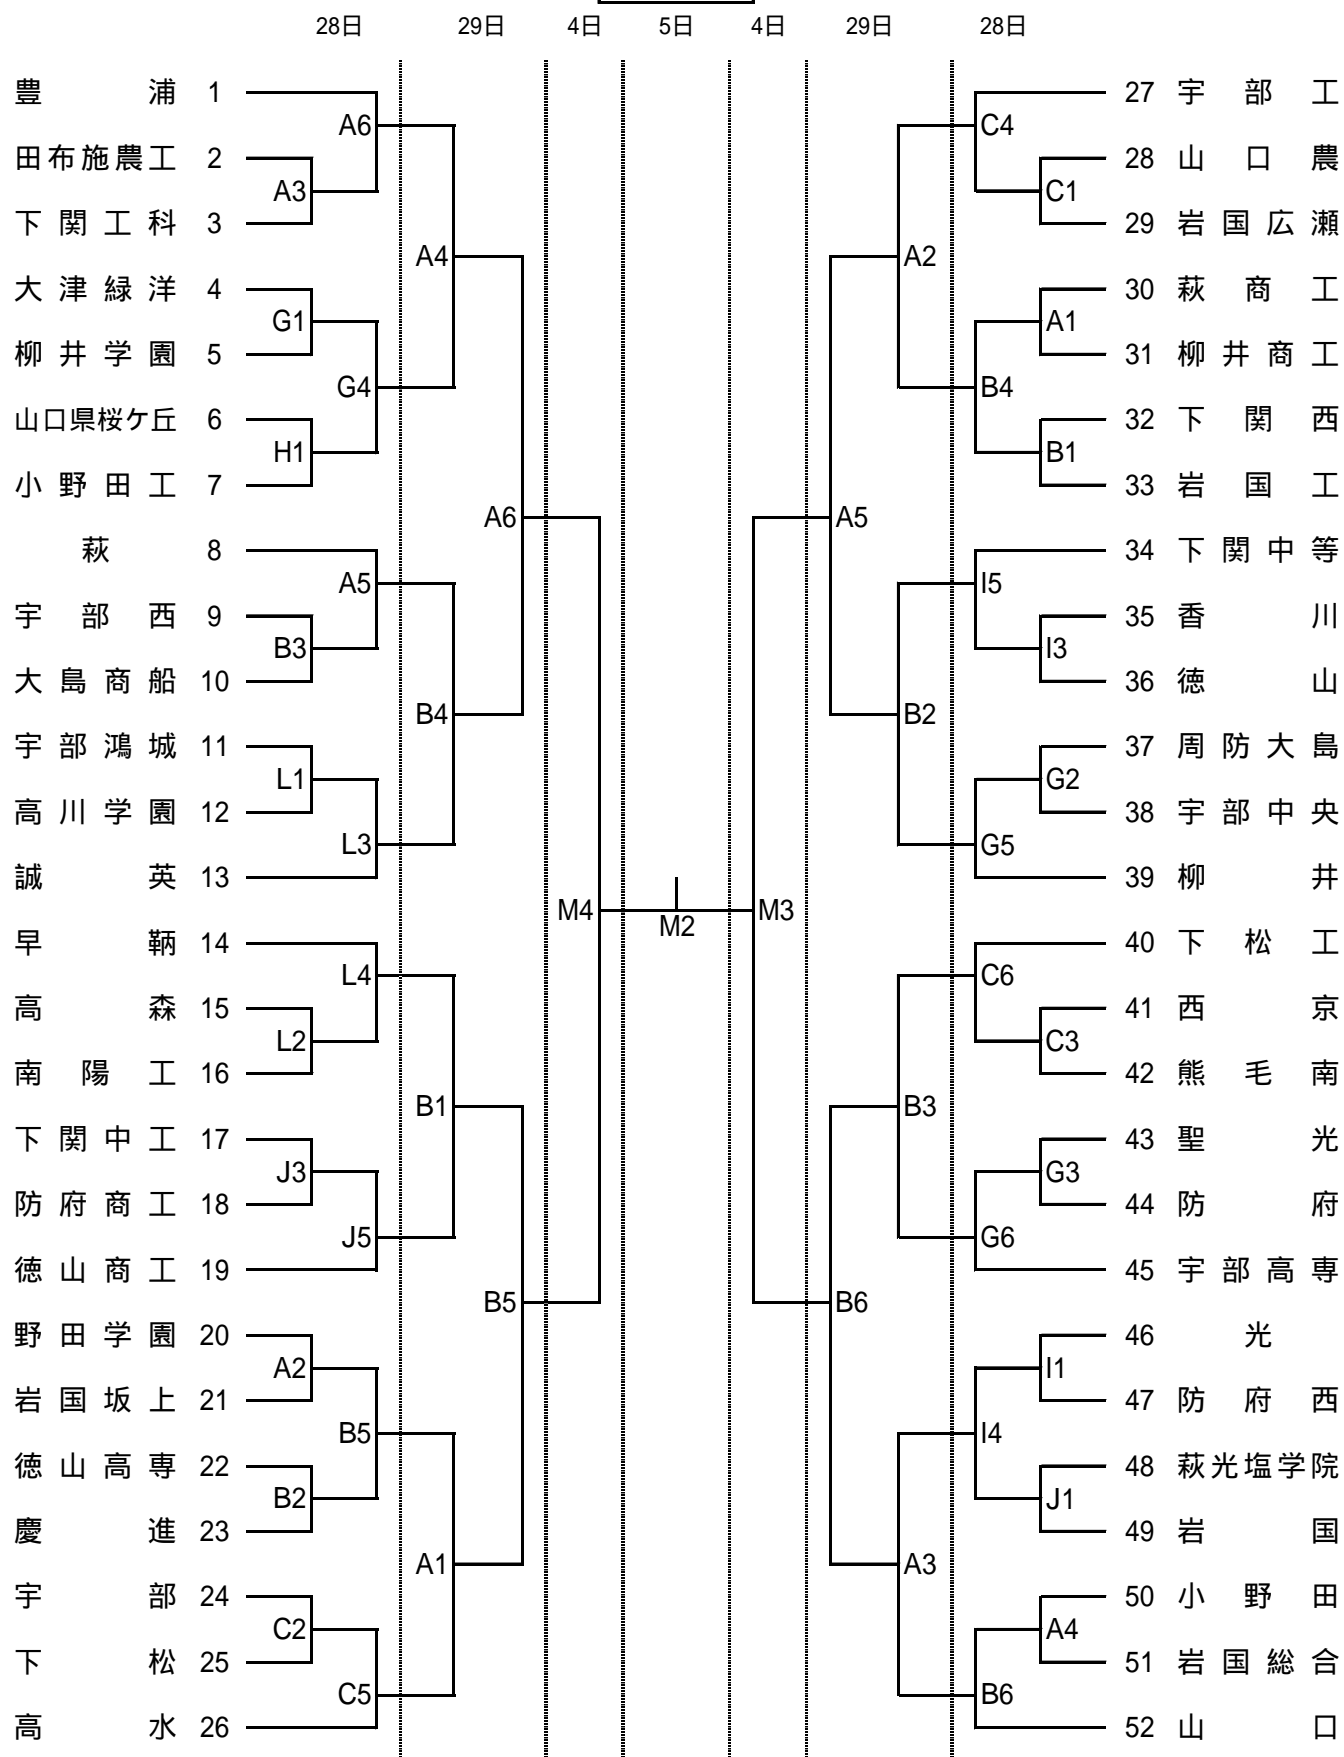 28日 29日 4日 5日 4日 29日 28日
豊浦 1
27 宇部工
A6
C4
田布施農工 2
28 山口農
A3
C1
下関工科 3
29 岩国広瀬
A4
A2
大津緑洋 4
30 萩商工
G1
A1
柳井学園 5
31 柳井商工
G4
B4
山口県桜ケ丘 6
32 下関西
H1
B1
小野田工 7
33 岩国工
A6
A5
萩 8
34 下関中等
A5
I5
宇部西 9
35 香川
B3
I3
大島商船 10
36 徳山
B4
B2
宇部鴻城 11
37 周防大島
L1
G2
高川学園 12
38 宇部中央
L3
G5
誠英 13
39 柳井
M4 M2 M3
早鞆 14
40 下松工
L4
C6
高森 15
41 西京
L2
C3
南陽工 16
42 熊毛南
B1
B3
下関中工 17
43 聖光
J3
G3
防府商工 18
44 防府
J5
G6
徳山商工 19
45 宇部高専
B5
B6
野田学園 20
46 光
A2
I1
岩国坂上 21
47 防府西
B5
I4
徳山高専 22
48 萩光塩学院
B2
J1
慶進 23
49 岩国
A1
A3
宇部 24
50 小野田
C2
A4
下松 25
51 岩国総合
C5
B6
高水 26
52 山口